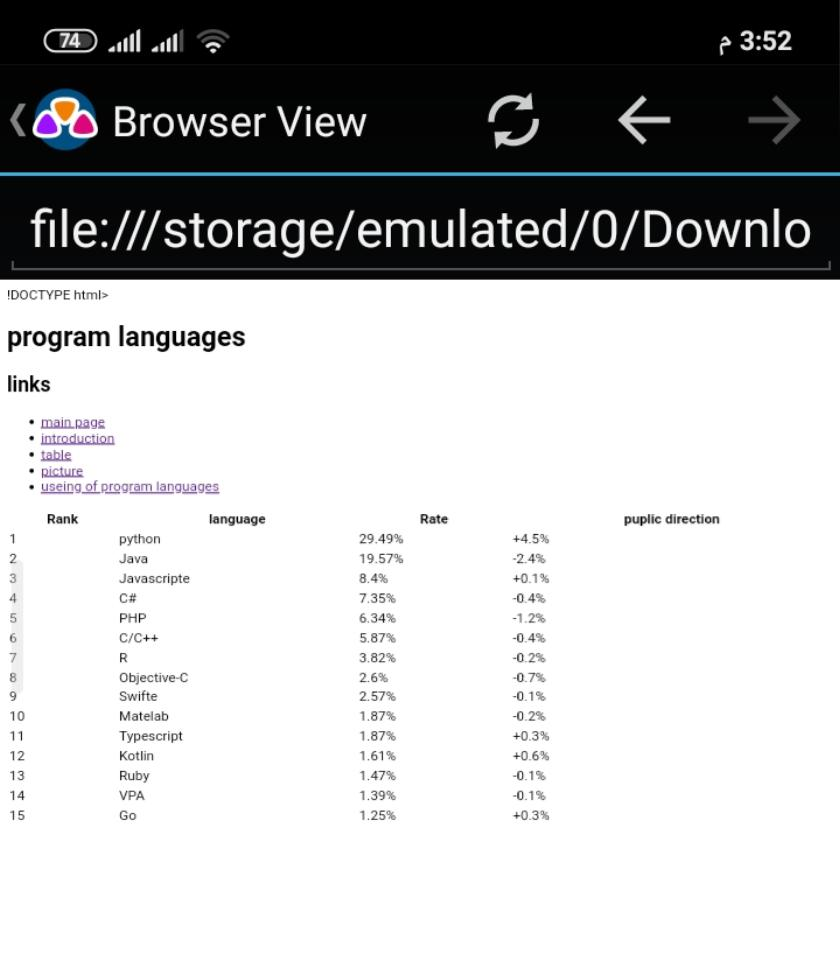 74 3:52 م
Browser View
file:///storage/emulated/0/Downlo
!DOCTYPE html>
program languages
links
• main page
• introduction
• table
• picture
• useing of program languages
Rank language Rate puplic direction
1 python 29.49% +4.5%
2 Java 19.57% -2.4%
3 Javascripte 8.4% +0.1%
4 C# 7.35% -0.4%
5 PHP 6.34% -1.2%
6 C/C++ 5.87% -0.4%
7 R 3.82% -0.2%
8 Objective-C 2.6% -0.7%
9 Swifte 2.57% -0.1%
10 Matelab 1.87% -0.2%
11 Typescript 1.87% +0.3%
12 Kotlin 1.61% +0.6%
13 Ruby 1.47% -0.1%
14 VPA 1.39% -0.1%
15 Go 1.25% +0.3%